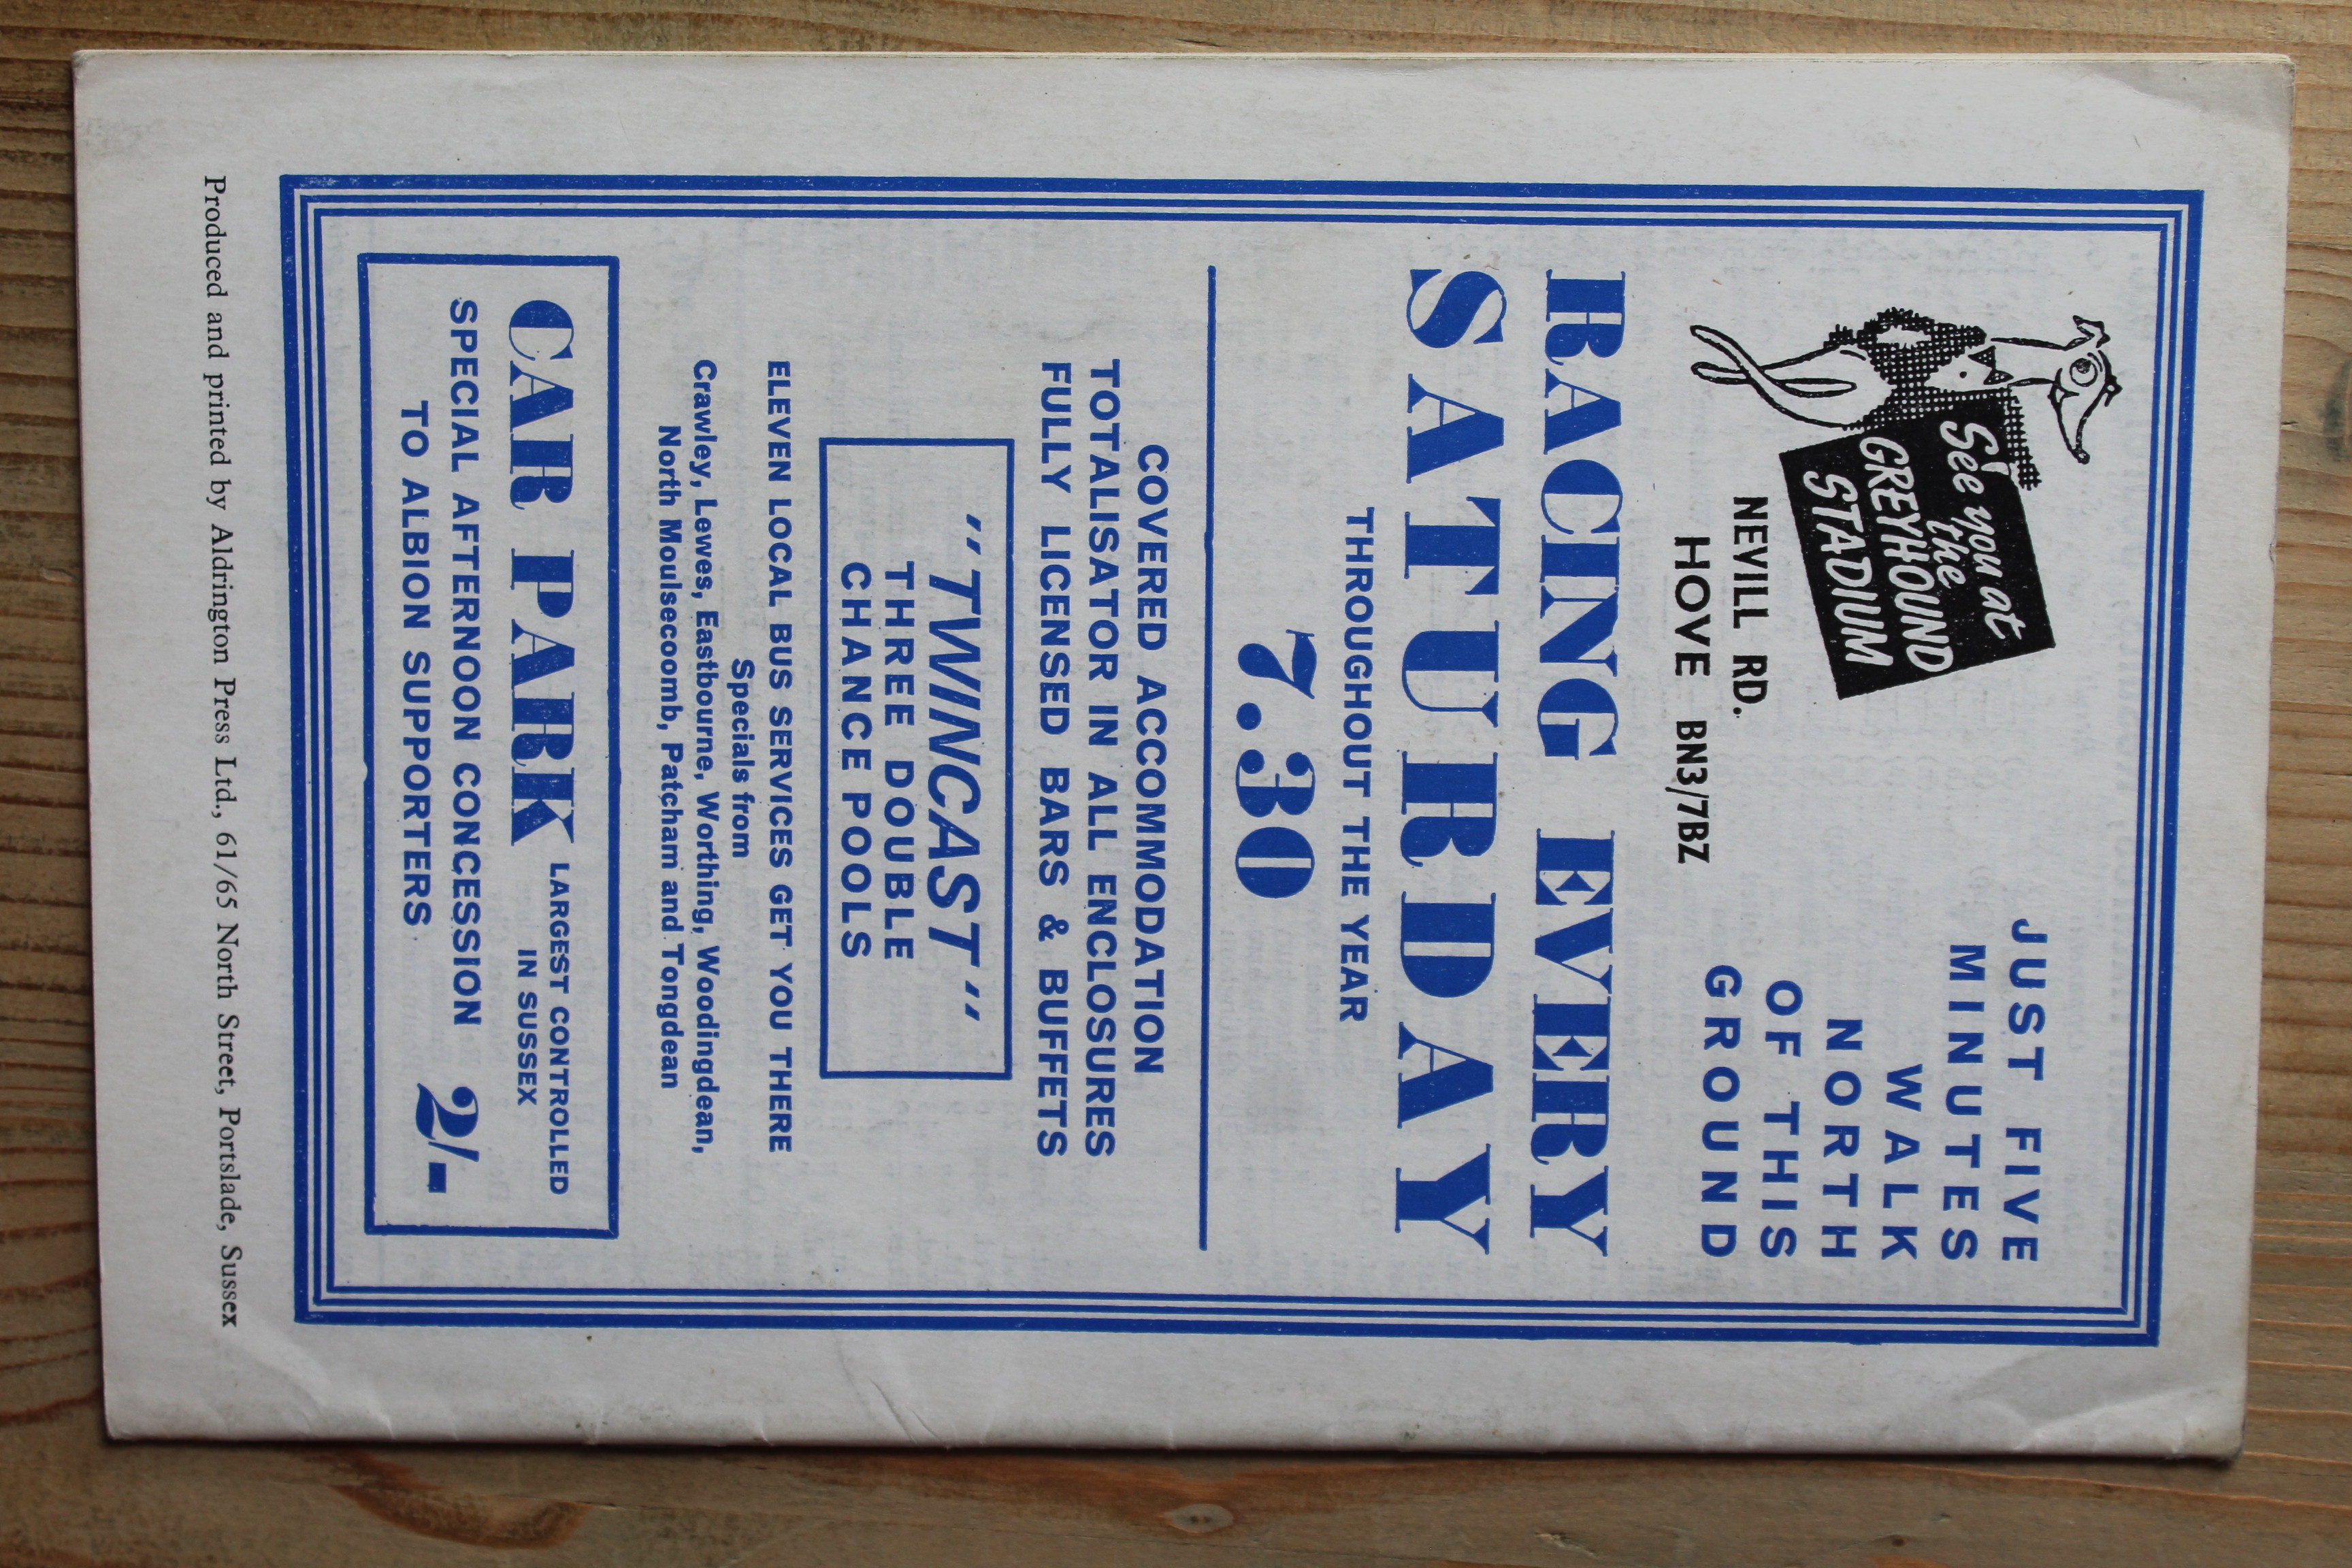 See you at
the
GREYHOUND
STADIUM
NEVILL RD.
HOVE BN3/7BZ
JUST FIVE
MINUTES
WALK
NORTH
OF THIS
GROUND
RACING EVERY
SATURDAY
THROUGHOUT THE YEAR
7.30
COVERED ACCOMMODATION
TOTALISATOR IN ALL ENCLOSURES
FULLY LICENSED BARS & BUFFETS
"TWINCAST"
THREE DOUBLE
CHANCE POOLS
ELEVEN LOCAL BUS SERVICES GET YOU THERE
Specials from
Crawley, Lewes, Eastbourne, Worthing, Woodingdean,
North Moulsecoomb, Patcham and Tongdean
CAR PARK LARGEST CONTROLLED
IN SUSSEX
SPECIAL AFTERNOON CONCESSION
TO ALBION SUPPORTERS 2/-
Produced and printed by Aldrington Press Ltd., 61/65 North Street, Portslade, Sussex